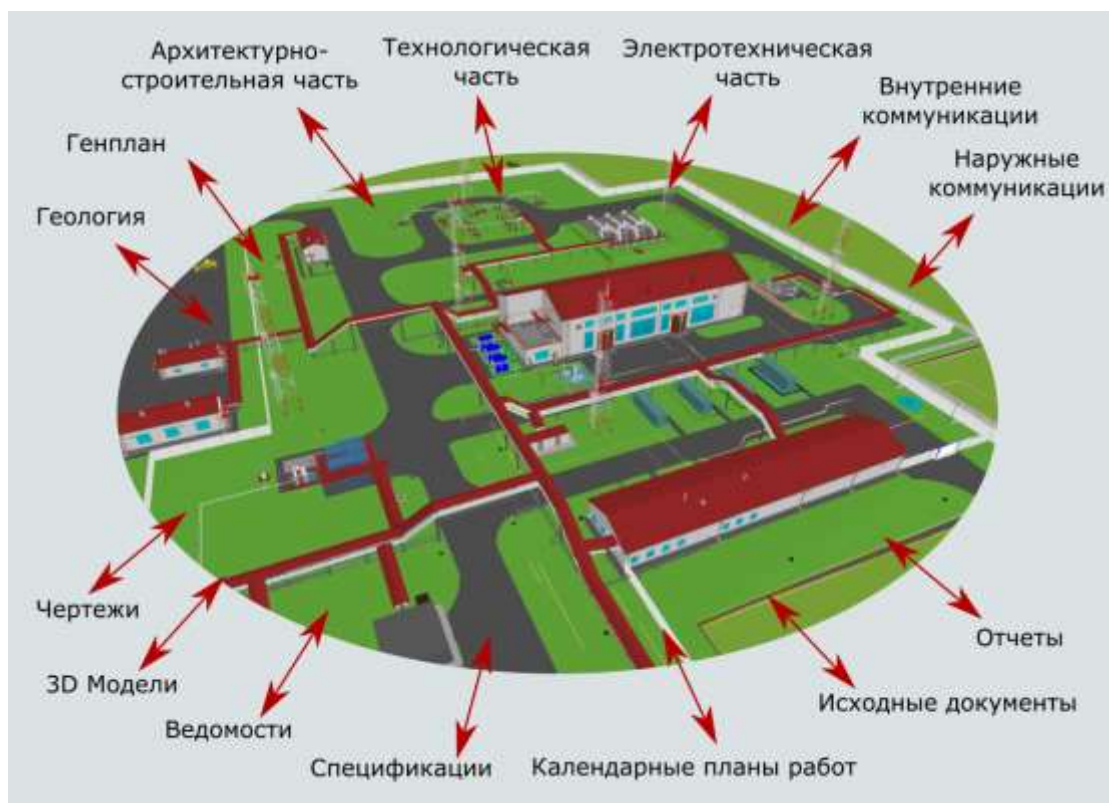 Архитектурно-
строительная часть
Технологическая
часть
Электротехническая
часть
Внутренние
коммуникации
Наружные
коммуникации
Генплан
Геология
Чертежи
3D Модели
Ведомости
Спецификации
Календарные планы работ
Исходные документы
Отчеты